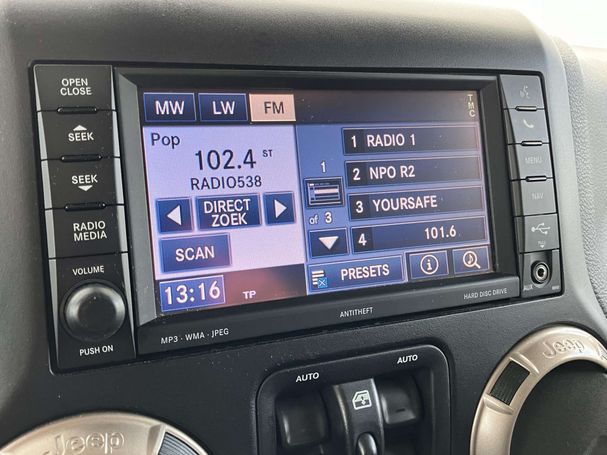 OPEN
CLOSE
SEEK
SEEK
RADIO
MEDIA
VOLUME
PUSH ON
MW
LW
FM
TMC
Pop
102.4 ST
RADIO538
DIRECT
ZOEK
SCAN
13:16
TP
1
of 3
1 RADIO 1
2 NPO R2
3 YOURSAFE
4 101.6
PRESETS
MENU
NAV
PULL
AUX
MP3 · WMA · JPEG
ANTITHEFT
HARD DISC DRIVE
AUTO
AUTO
Jeep
Jeep